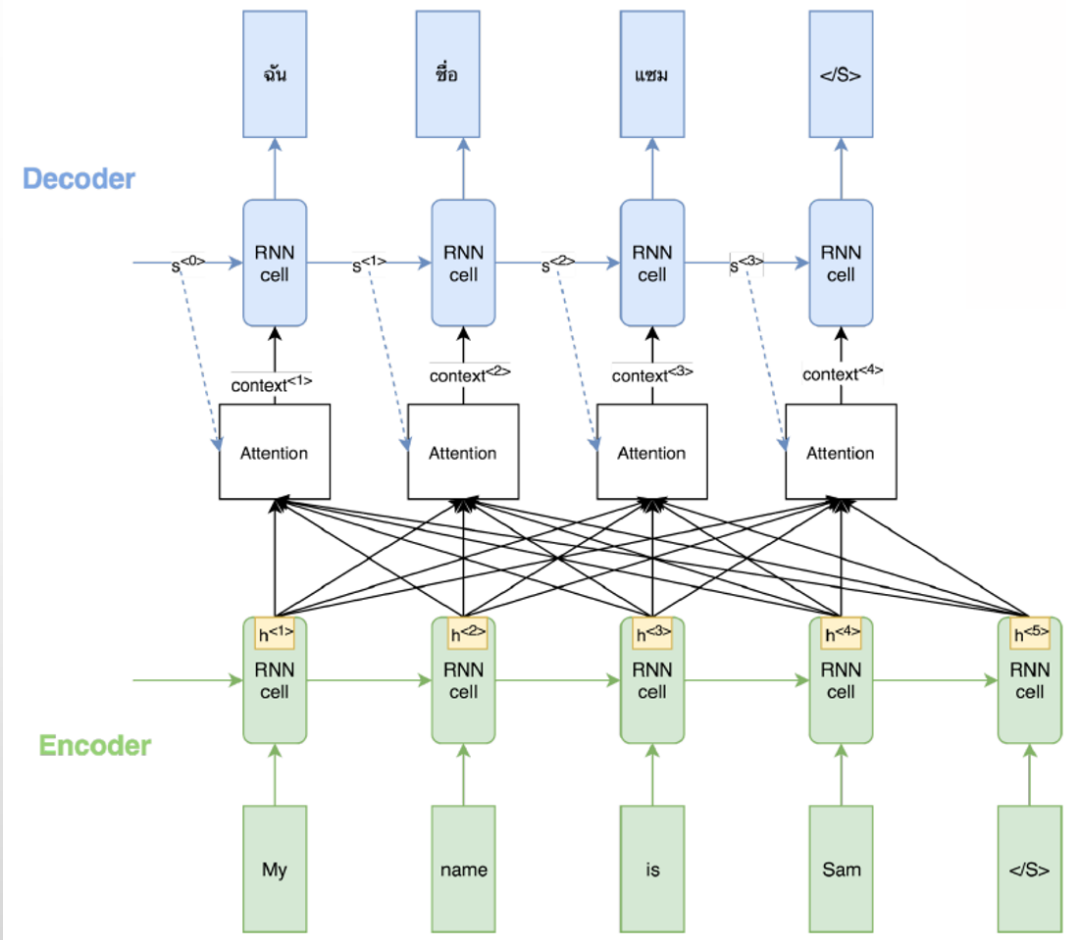 ฉัน ชื่อ แซม </S>
Decoder
RNN cell RNN cell RNN cell RNN cell
s<0> s<1> s<2> s<3>
context<1> context<2> context<3> context<4>
Attention Attention Attention Attention
h<1> h<2> h<3> h<4> h<5>
RNN cell RNN cell RNN cell RNN cell RNN cell
Encoder
My name is Sam </S>